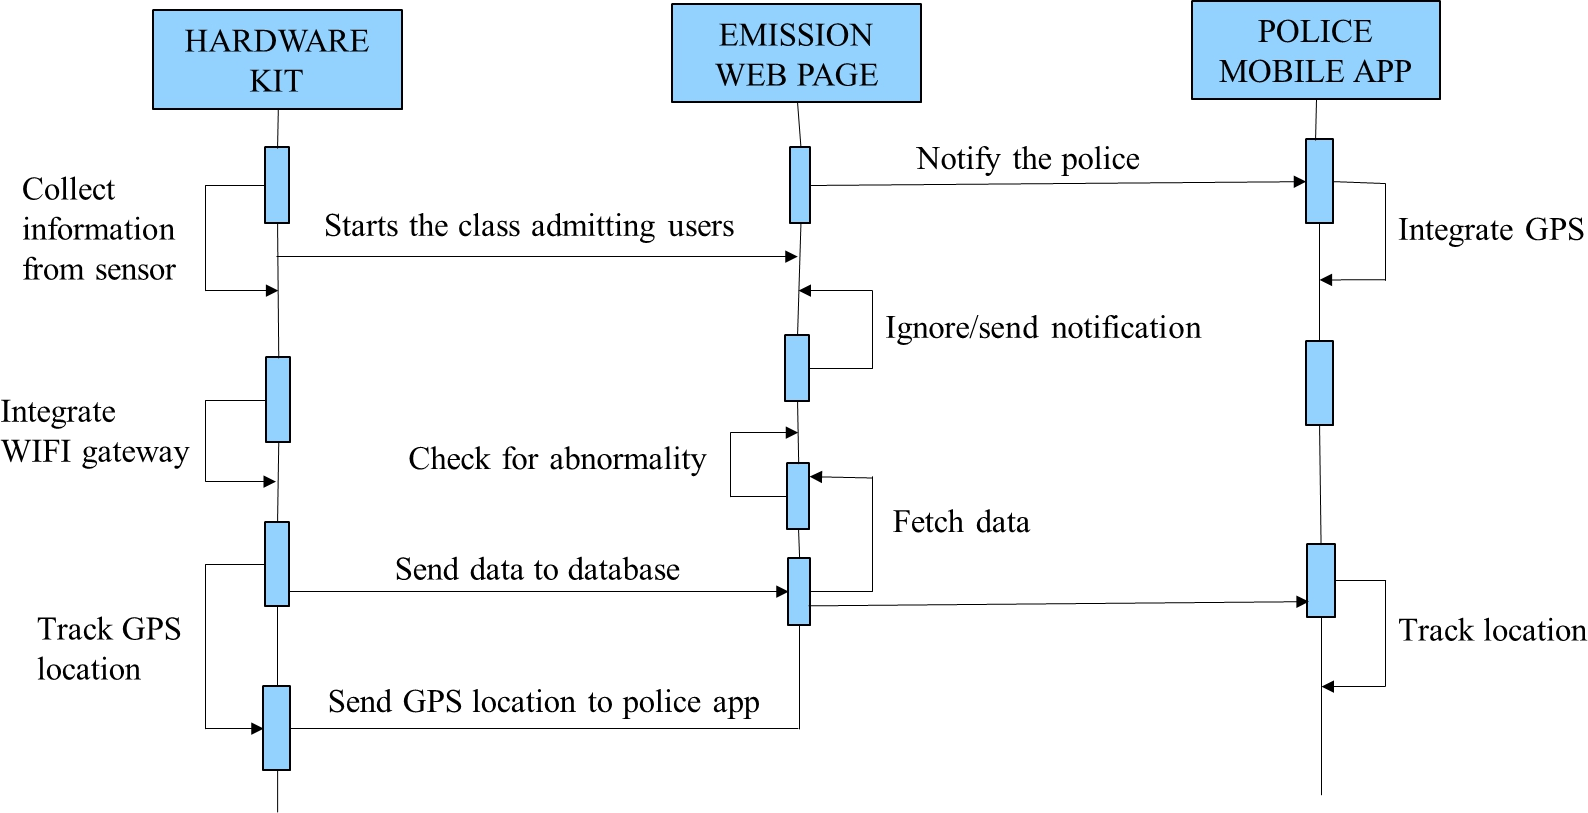 HARDWARE
KIT
EMISSION
WEB PAGE
POLICE
MOBILE APP
Collect
information
from sensor
Starts the class admitting users
Notify the police
Integrate GPS
Ignore/send notification
Integrate
WIFI gateway
Check for abnormality
Fetch data
Send data to database
Track GPS
location
Track location
Send GPS location to police app